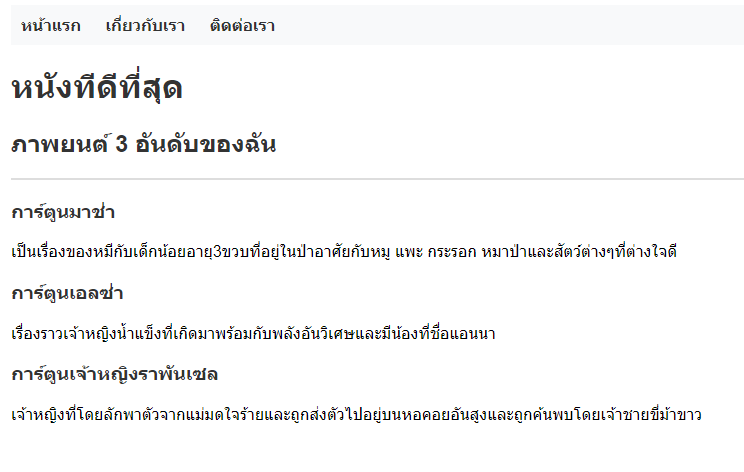 หน้าแรก เกี่ยวกับเรา ติดต่อเรา
หนังที่ดีที่สุด
ภาพยนต์ 3 อันดับของฉัน
การ์ตูนมาช่า
เป็นเรื่องของหมีกับเด็กน้อยอายุ3ขวบที่อยู่ในป่าอาศัยกับหมู แพะ กระรอก หมาป่าและสัตว์ต่างๆที่ต่างใจดี
การ์ตูนเอลซ่า
เรื่องราวเจ้าหญิงน้ำแข็งที่เกิดมาพร้อมกับพลังอันวิเศษและมีน้องที่ชื่อแอนนา
การ์ตูนเจ้าหญิงราพันเซล
เจ้าหญิงที่โดยลักพาตัวจากแม่มดใจร้ายและถูกส่งตัวไปอยู่บนหอคอยอันสูงและถูกค้นพบโดยเจ้าชายขี่ม้าขาว